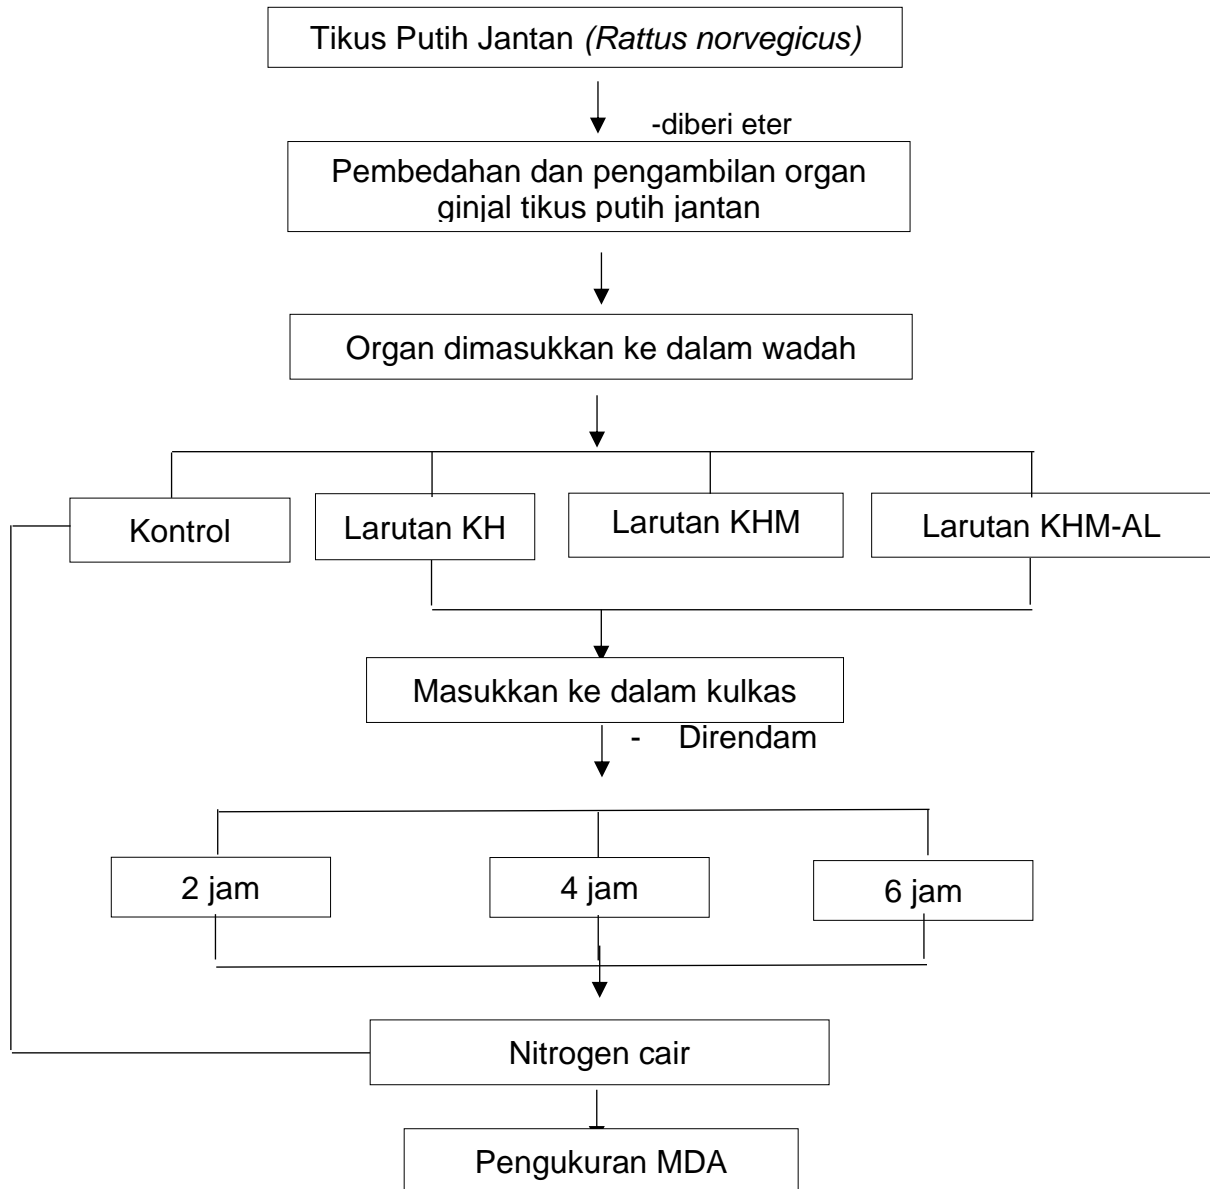 Tikus Putih Jantan (Rattus norvegicus)
-diberi eter
Pembedahan dan pengambilan organ
ginjal tikus putih jantan
Organ dimasukkan ke dalam wadah
Kontrol
Larutan KH
Larutan KHM
Larutan KHM-AL
Masukkan ke dalam kulkas
- Direndam
2 jam
4 jam
6 jam
Nitrogen cair
Pengukuran MDA